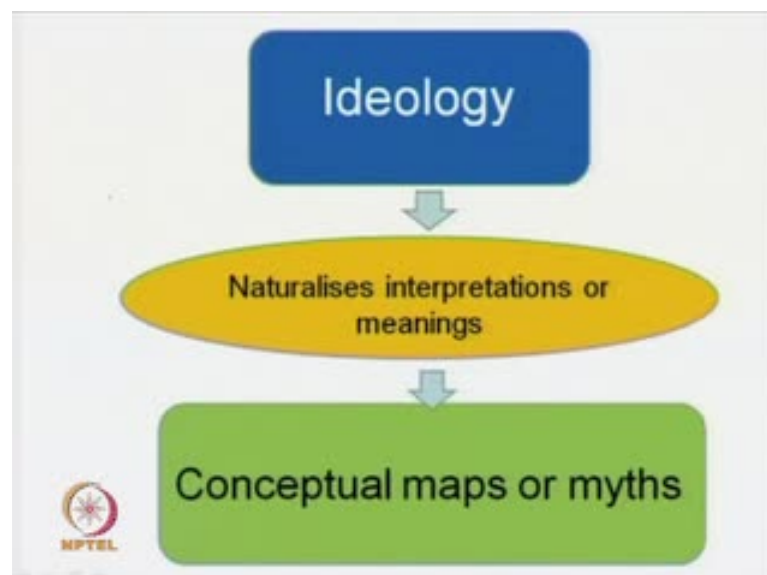 Ideology
Naturalises interpretations or
meanings
Conceptual maps or myths
NPTEL